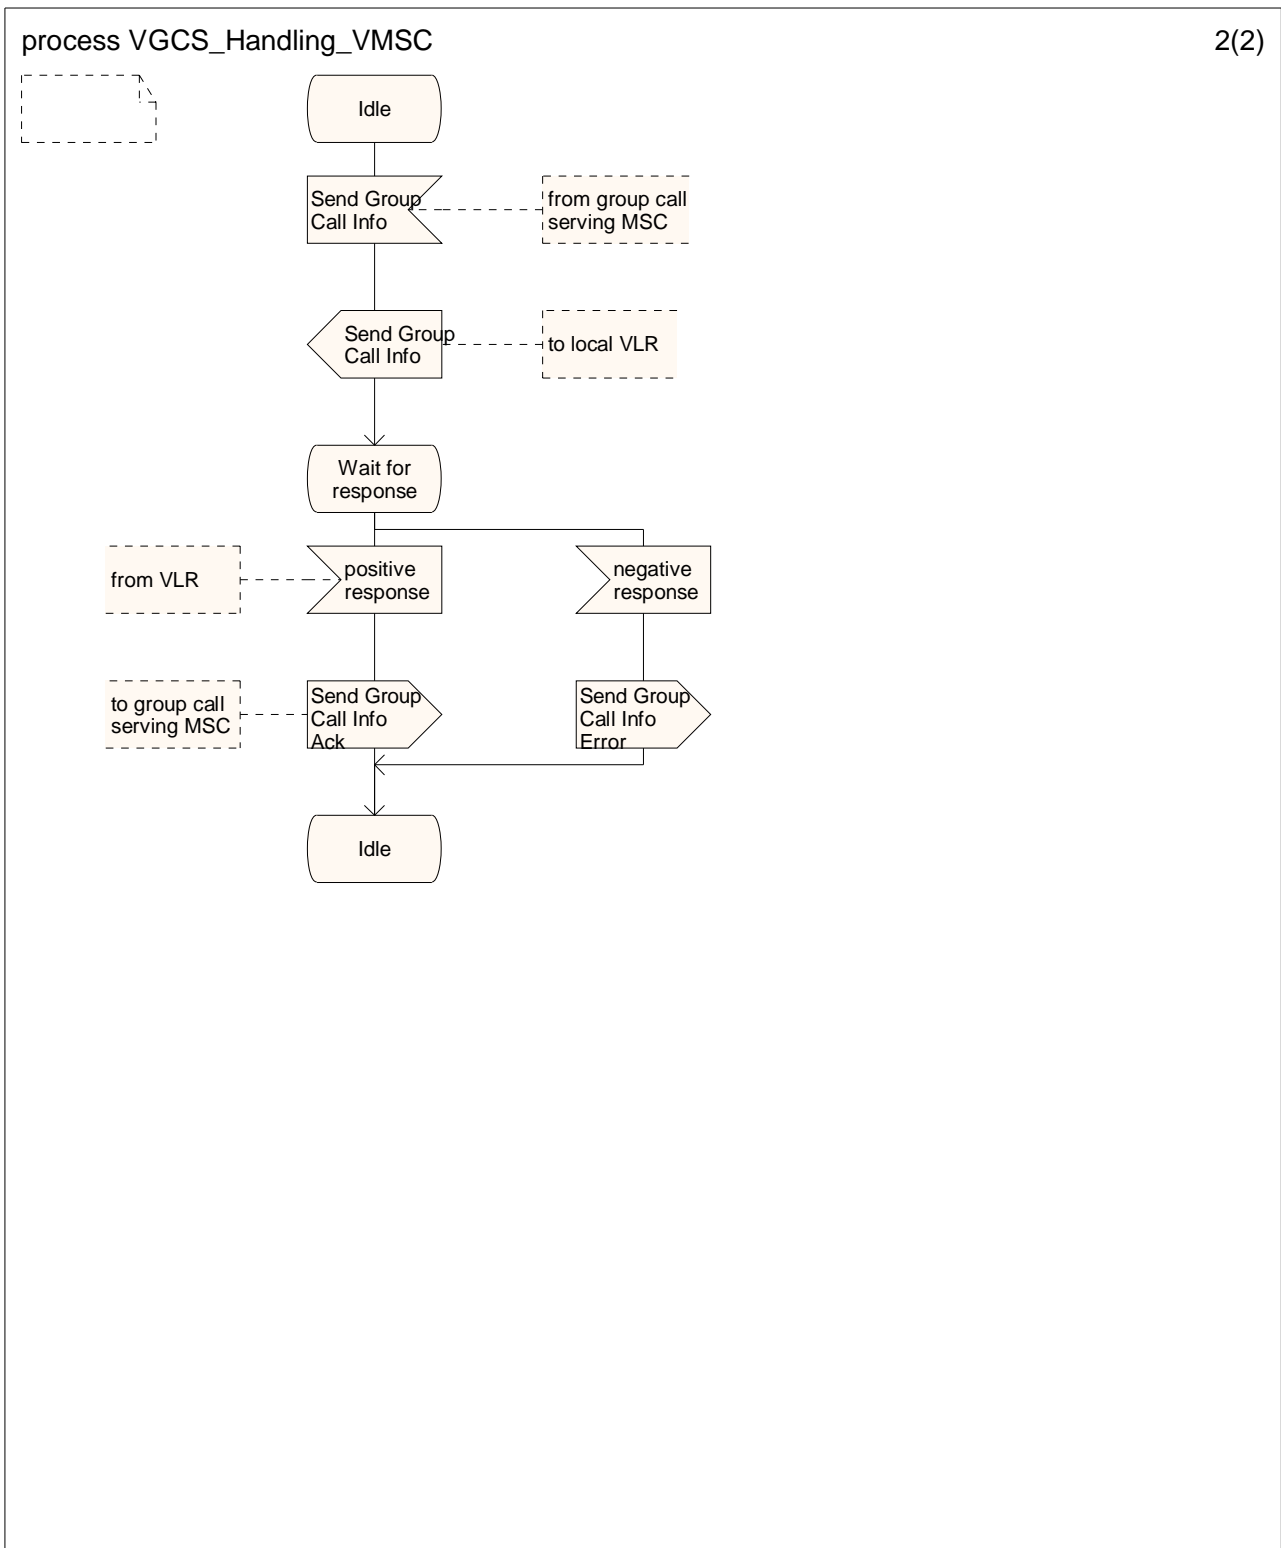 process VGCS_Handling_VMSC
2(2)
Idle
Send Group
Call Info
from group call
serving MSC
Send Group
Call Info
to local VLR
Wait for
response
from VLR
positive
response
negative
response
to group call
serving MSC
Send Group
Call Info
Ack
Send Group
Call Info
Error
Idle